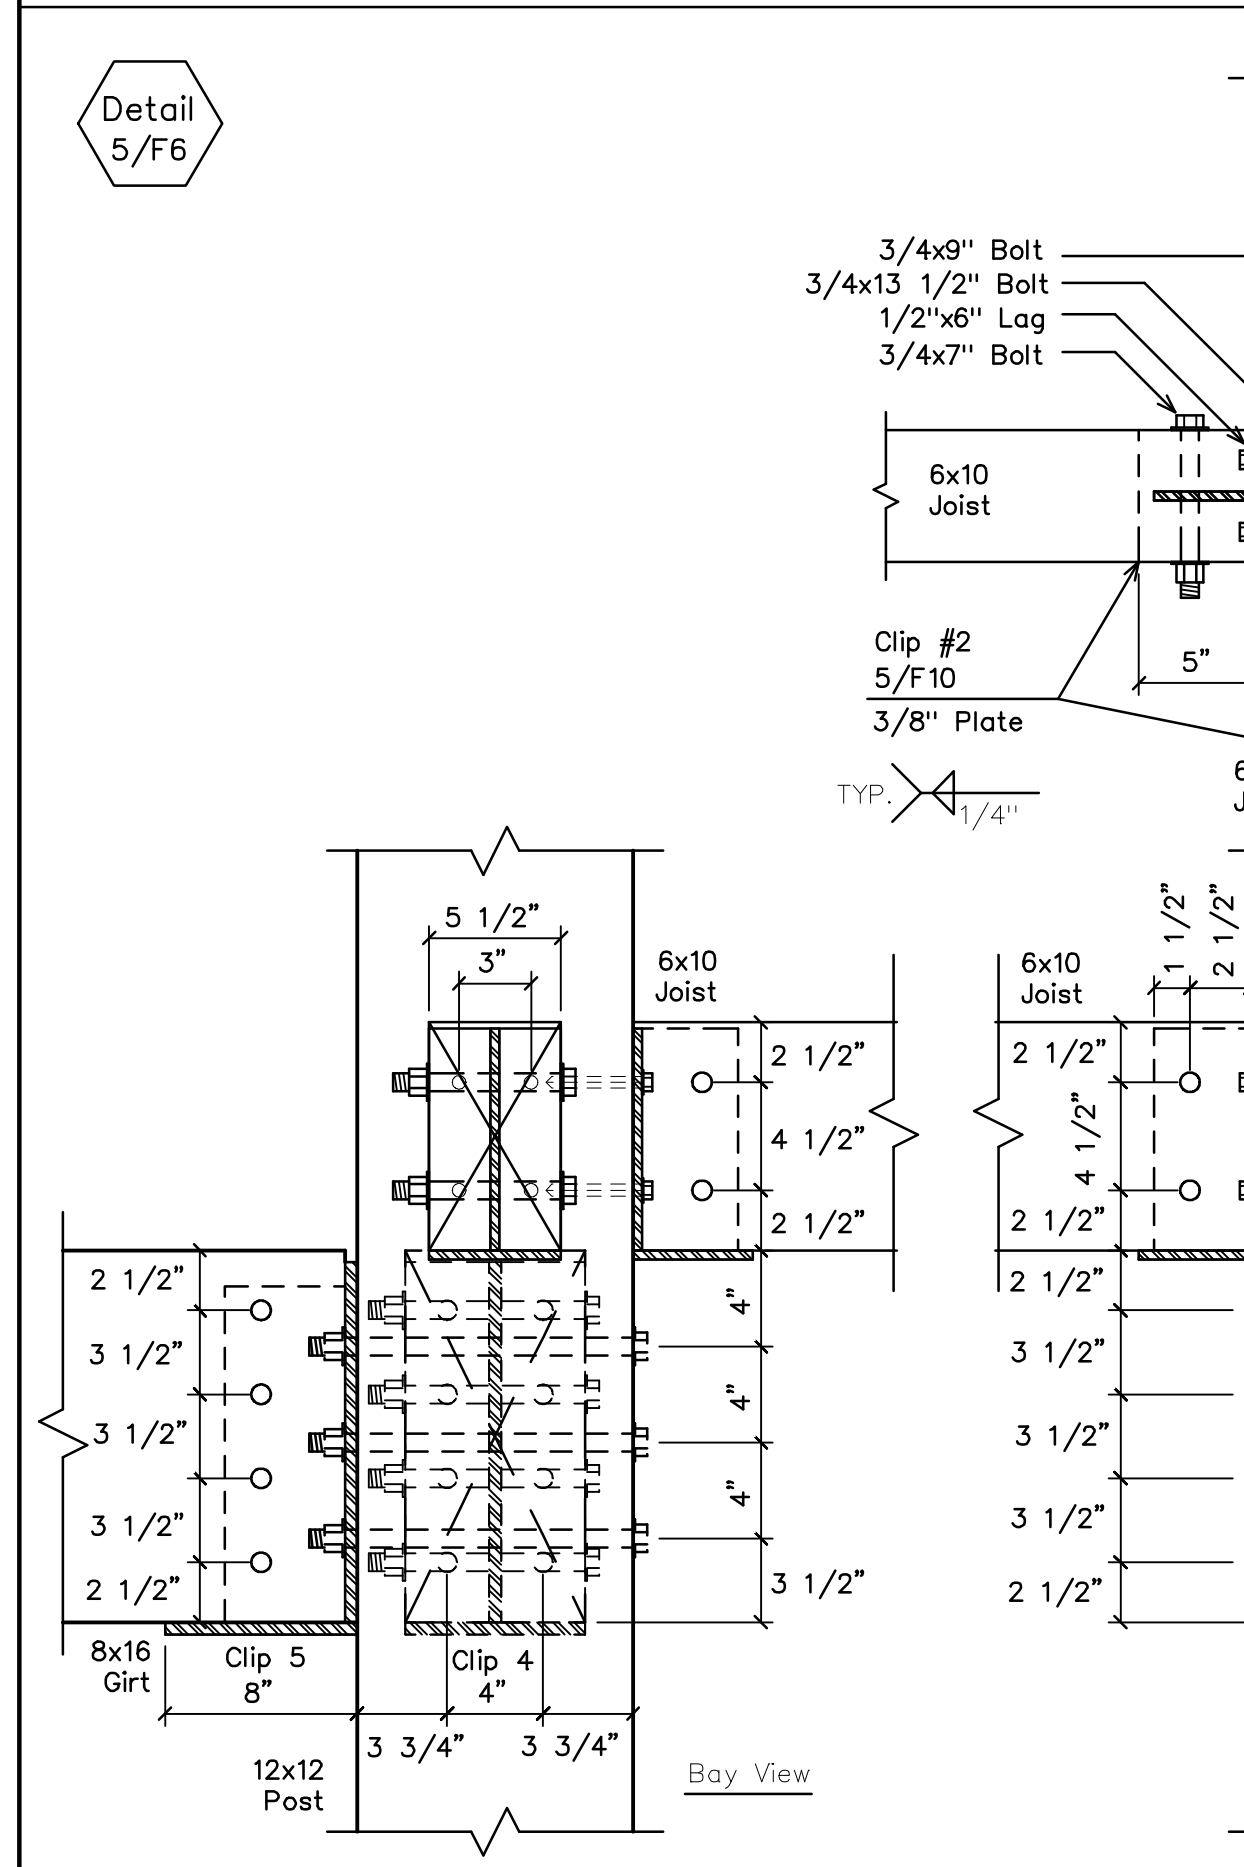 Detail
5/F6
3/4x9" Bolt
3/4x13 1/2" Bolt
1/2"x6" Lag
3/4x7" Bolt
6x10
Joist
Clip #2
5/F10
3/8" Plate
5"
TYP.
1/4"
5 1/2"
3"
6x10
Joist
2 1/2"
4 1/2"
2 1/2"
4"
4"
4"
3 1/2"
6x10
Joist
1 1/2"
2 1/2"
2 1/2"
4 1/2"
2 1/2"
2 1/2"
3 1/2"
3 1/2"
3 1/2"
2 1/2"
2 1/2"
3 1/2"
3 1/2"
3 1/2"
2 1/2"
8x16
Girt
Clip 5
8"
Clip 4
4"
3 3/4"
3 3/4"
12x12
Post
Bay View